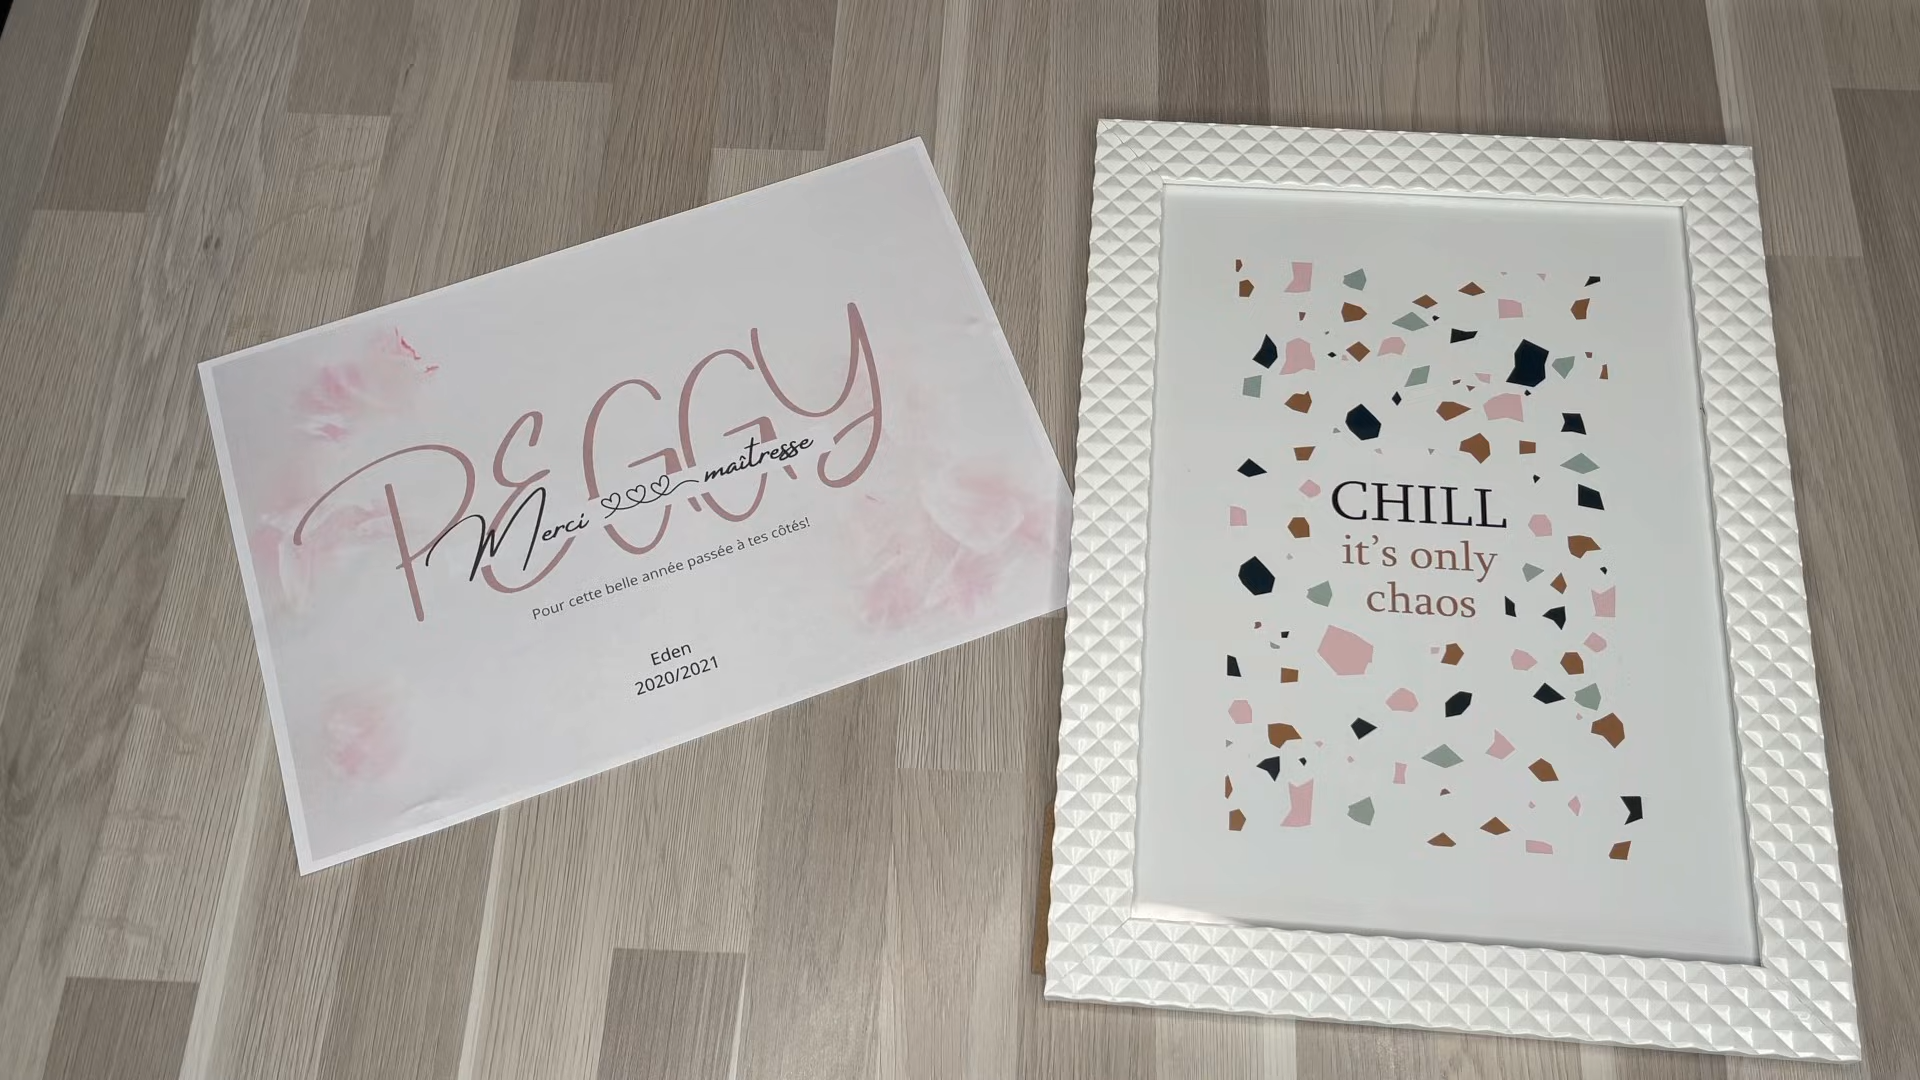 PEGGY
Merci maîtresse
Pour cette belle année passée à tes côtés!
Eden
2020/2021
CHILL
it's only
chaos